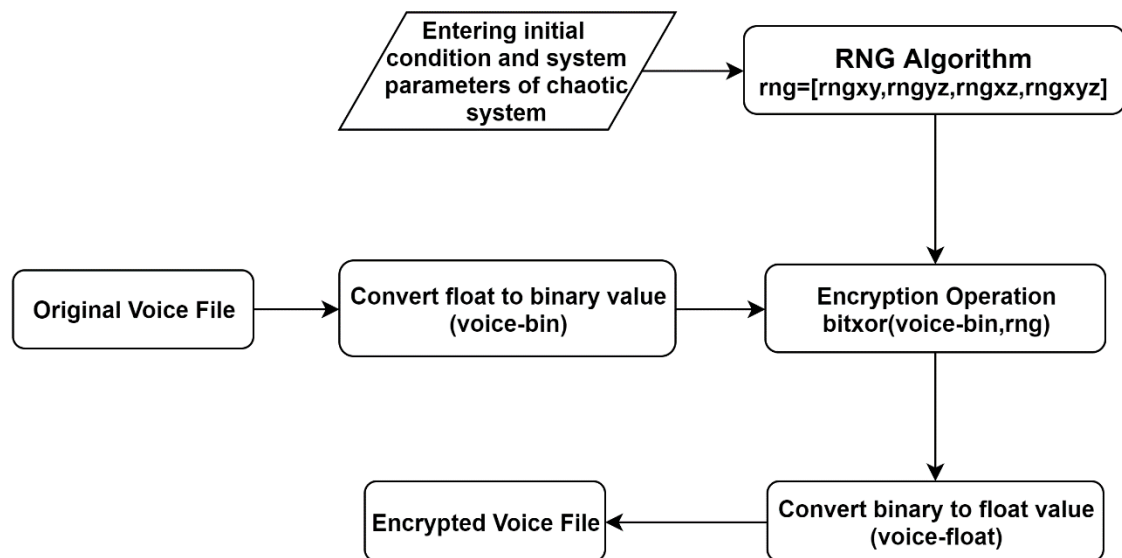 Entering initial
condition and system
parameters of chaotic
system
RNG Algorithm
rng=[rngxy,rngyz,rngxz,rngxyz]
Original Voice File
Convert float to binary value
(voice-bin)
Encryption Operation
bitxor(voice-bin,rng)
Encrypted Voice File
Convert binary to float value
(voice-float)